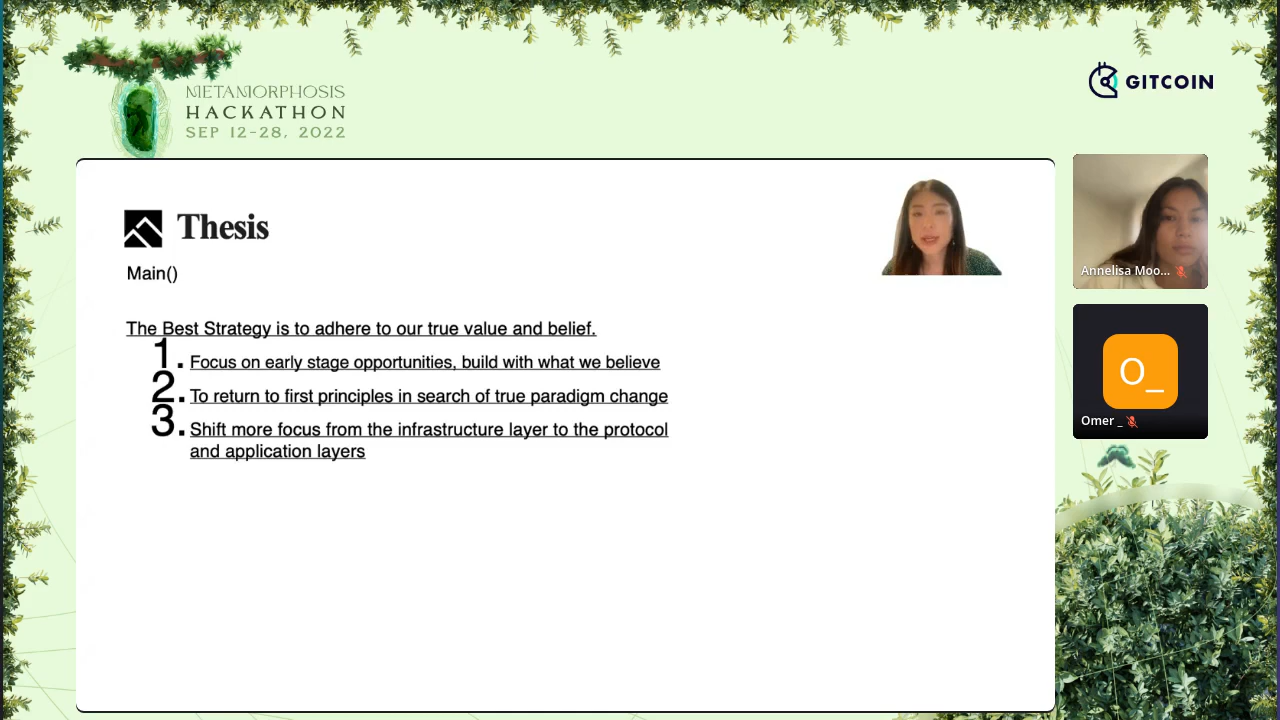 METAMORPHOSIS
HACKATHON
SEP 12-28, 2022
GITCOIN
Thesis
Main()
The Best Strategy is to adhere to our true value and belief.
1. Focus on early stage opportunities, build with what we believe
2. To return to first principles in search of true paradigm change
3. Shift more focus from the infrastructure layer to the protocol
and application layers
Annelisa Moo...
O_
Omer _